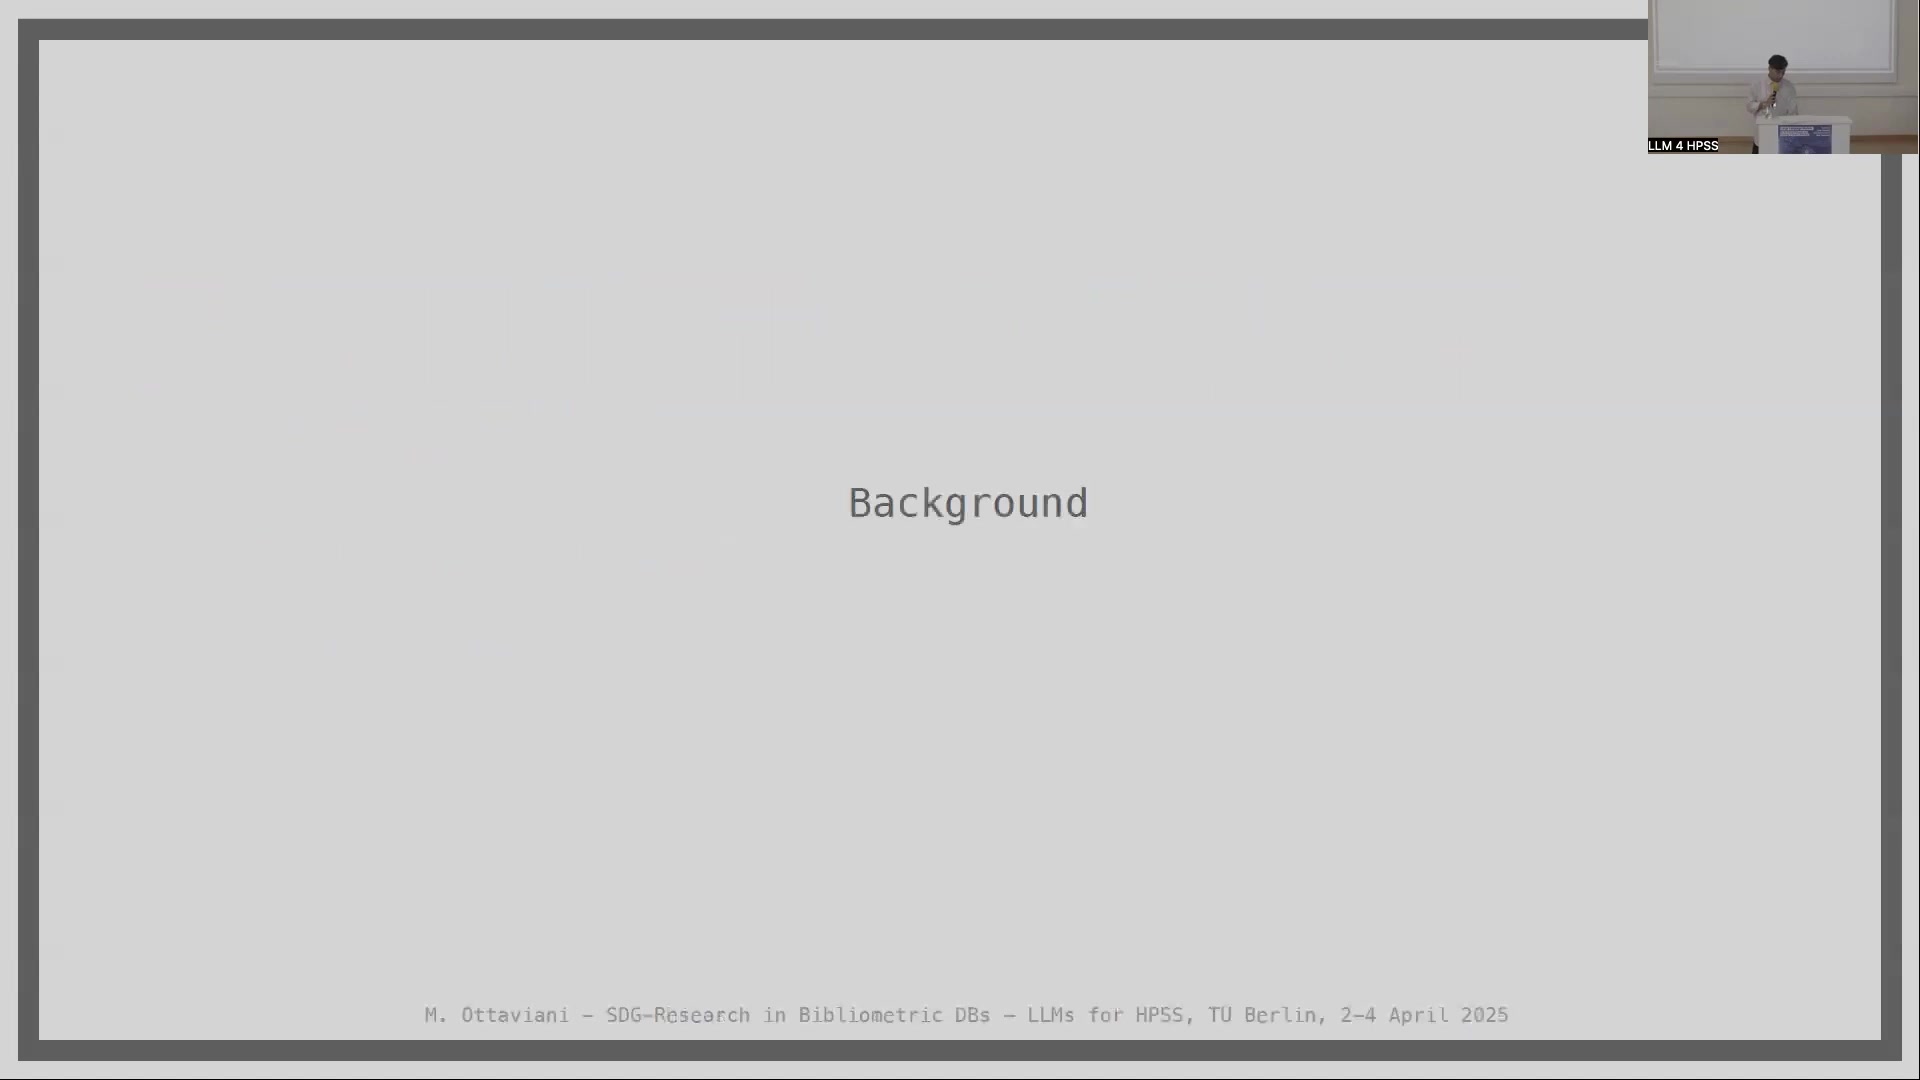 LLM 4 HPSS
Background
M. Ottaviani – SDG-Research in Bibliometric DBs – LLMs for HPSS, TU Berlin, 2–4 April 2025